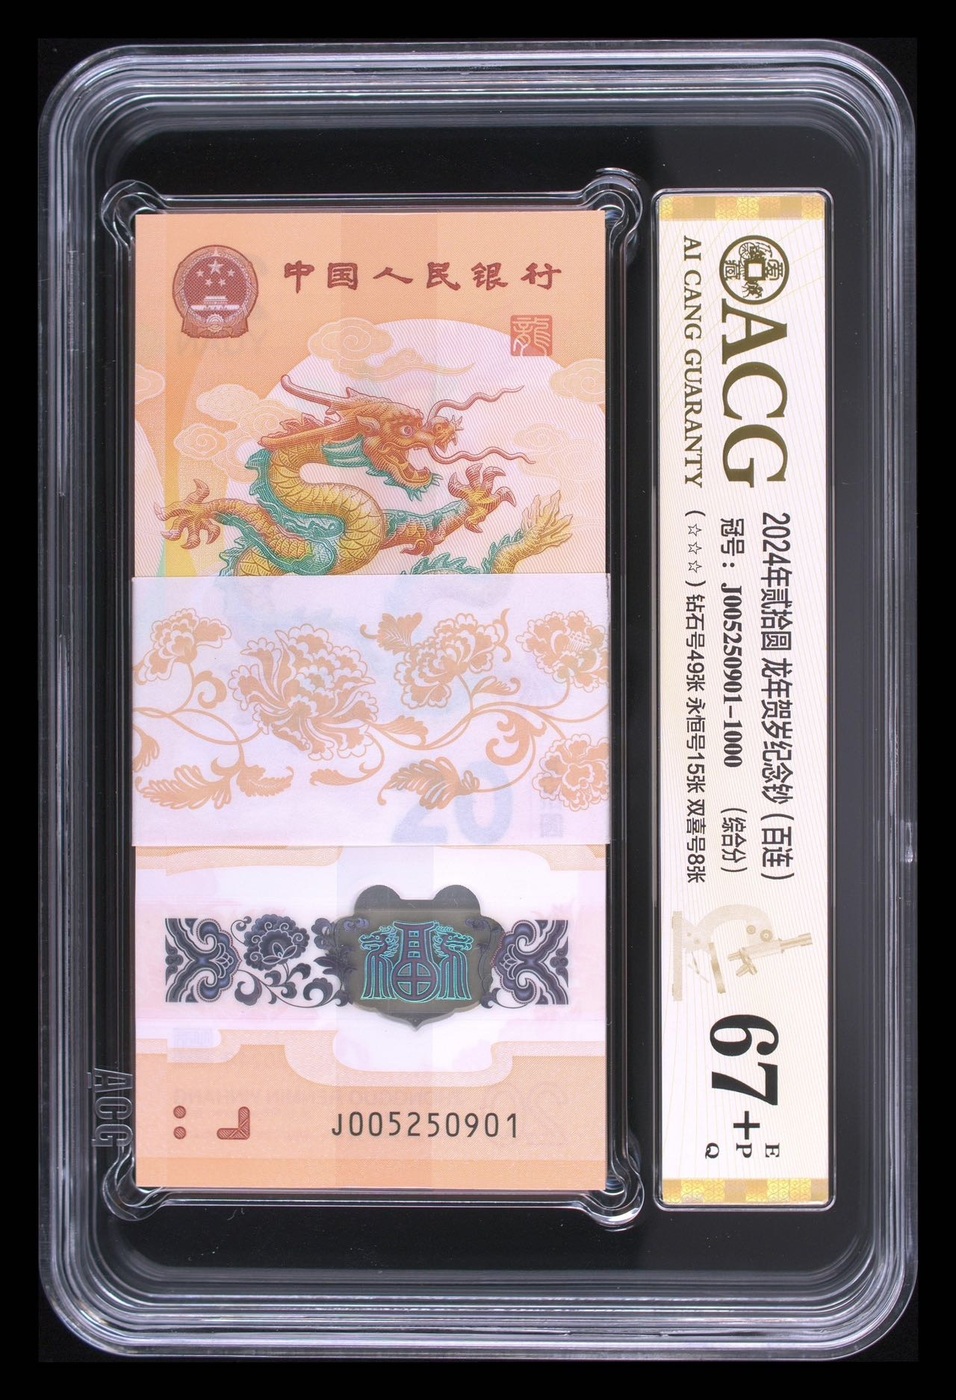 中国人民银行
龍
20
J005250901
ACG
ACG
AI CANG GUARANTY
2024年贰拾圆 龙年贺岁纪念钞（百连）
冠号：J005250901-1000 （综合分）
（☆☆☆）钻石号49张 永恒号15张 双喜号8张
67+
E
P
Q